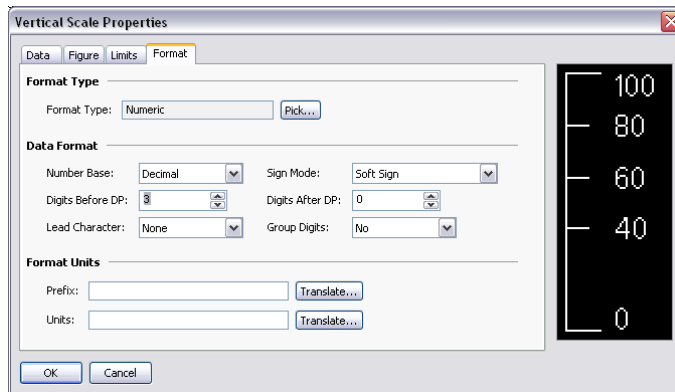 Vertical Scale Properties
Data Figure Limits Format
Format Type
Format Type: Numeric Pick...
Data Format
Number Base: Decimal Sign Mode: Soft Sign
Digits Before DP: 3 Digits After DP: 0
Lead Character: None Group Digits: No
Format Units
Prefix: Translate...
Units: Translate...
OK Cancel
100
80
60
40
0